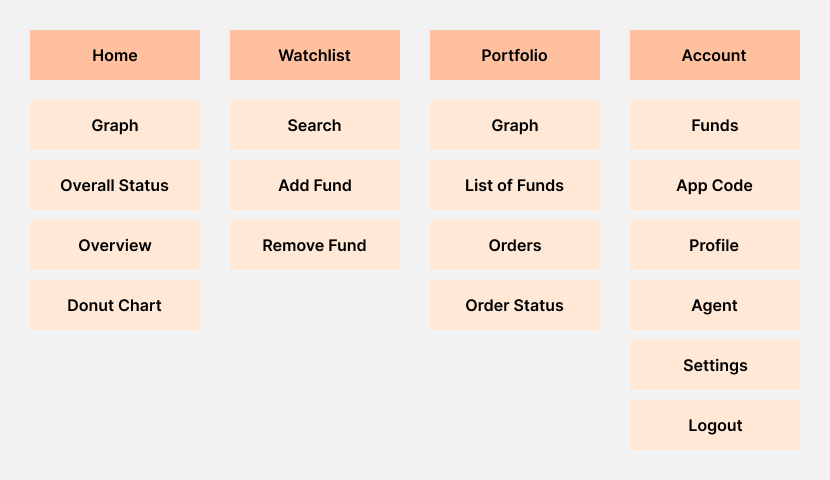 Home
Graph
Overall Status
Overview
Donut Chart
Watchlist
Search
Add Fund
Remove Fund
Portfolio
Graph
List of Funds
Orders
Order Status
Account
Funds
App Code
Profile
Agent
Settings
Logout